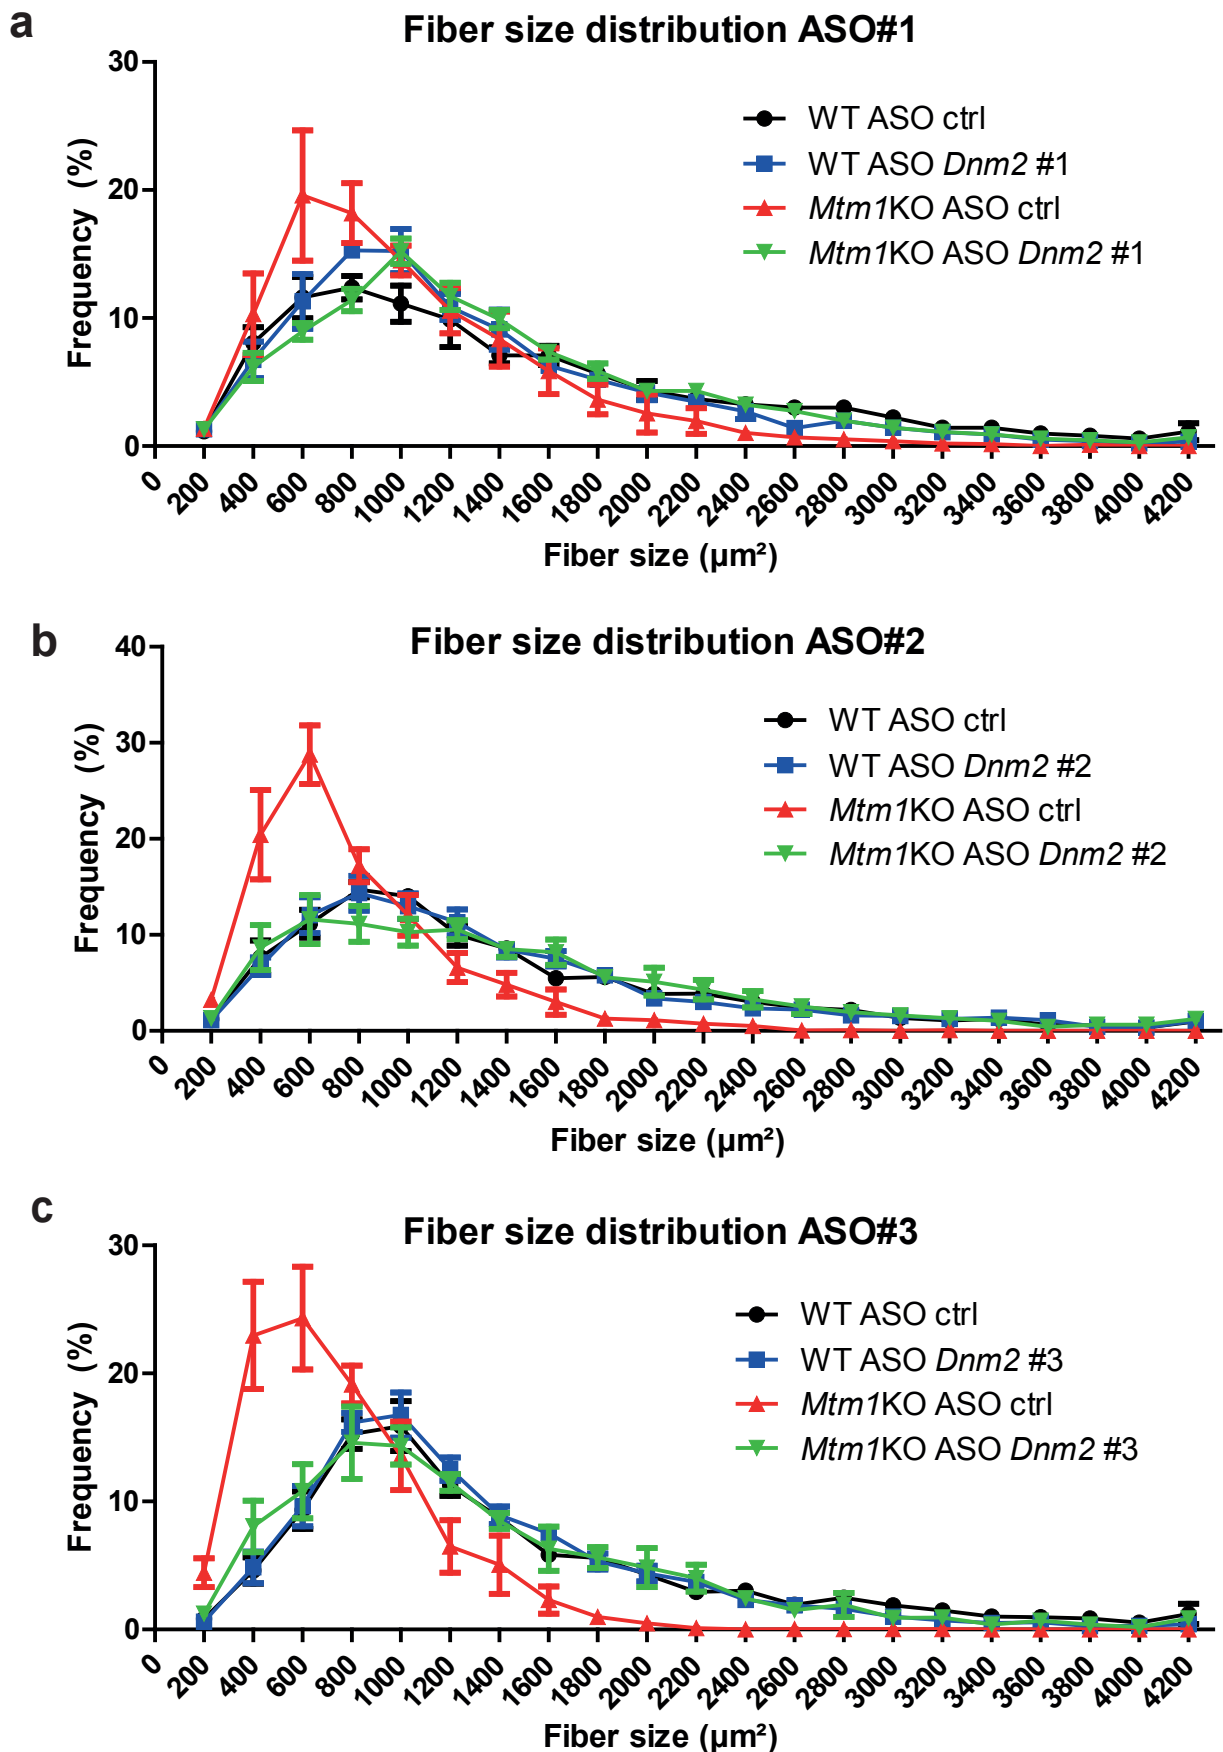 a
Fiber size distribution ASO#1
Frequency (%)
30
20
10
0
WT ASO ctrl
WT ASO Dnm2 #1
Mtm1KO ASO ctrl
Mtm1KO ASO Dnm2 #1
0 200 400 600 800 1000 1200 1400 1600 1800 2000 2200 2400 2600 2800 3000 3200 3400 3600 3800 4000 4200
Fiber size (µm²)
b
Fiber size distribution ASO#2
Frequency (%)
40
30
20
10
0
WT ASO ctrl
WT ASO Dnm2 #2
Mtm1KO ASO ctrl
Mtm1KO ASO Dnm2 #2
0 200 400 600 800 1000 1200 1400 1600 1800 2000 2200 2400 2600 2800 3000 3200 3400 3600 3800 4000 4200
Fiber size (µm²)
c
Fiber size distribution ASO#3
Frequency (%)
30
20
10
0
WT ASO ctrl
WT ASO Dnm2 #3
Mtm1KO ASO ctrl
Mtm1KO ASO Dnm2 #3
0 200 400 600 800 1000 1200 1400 1600 1800 2000 2200 2400 2600 2800 3000 3200 3400 3600 3800 4000 4200
Fiber size (µm²)